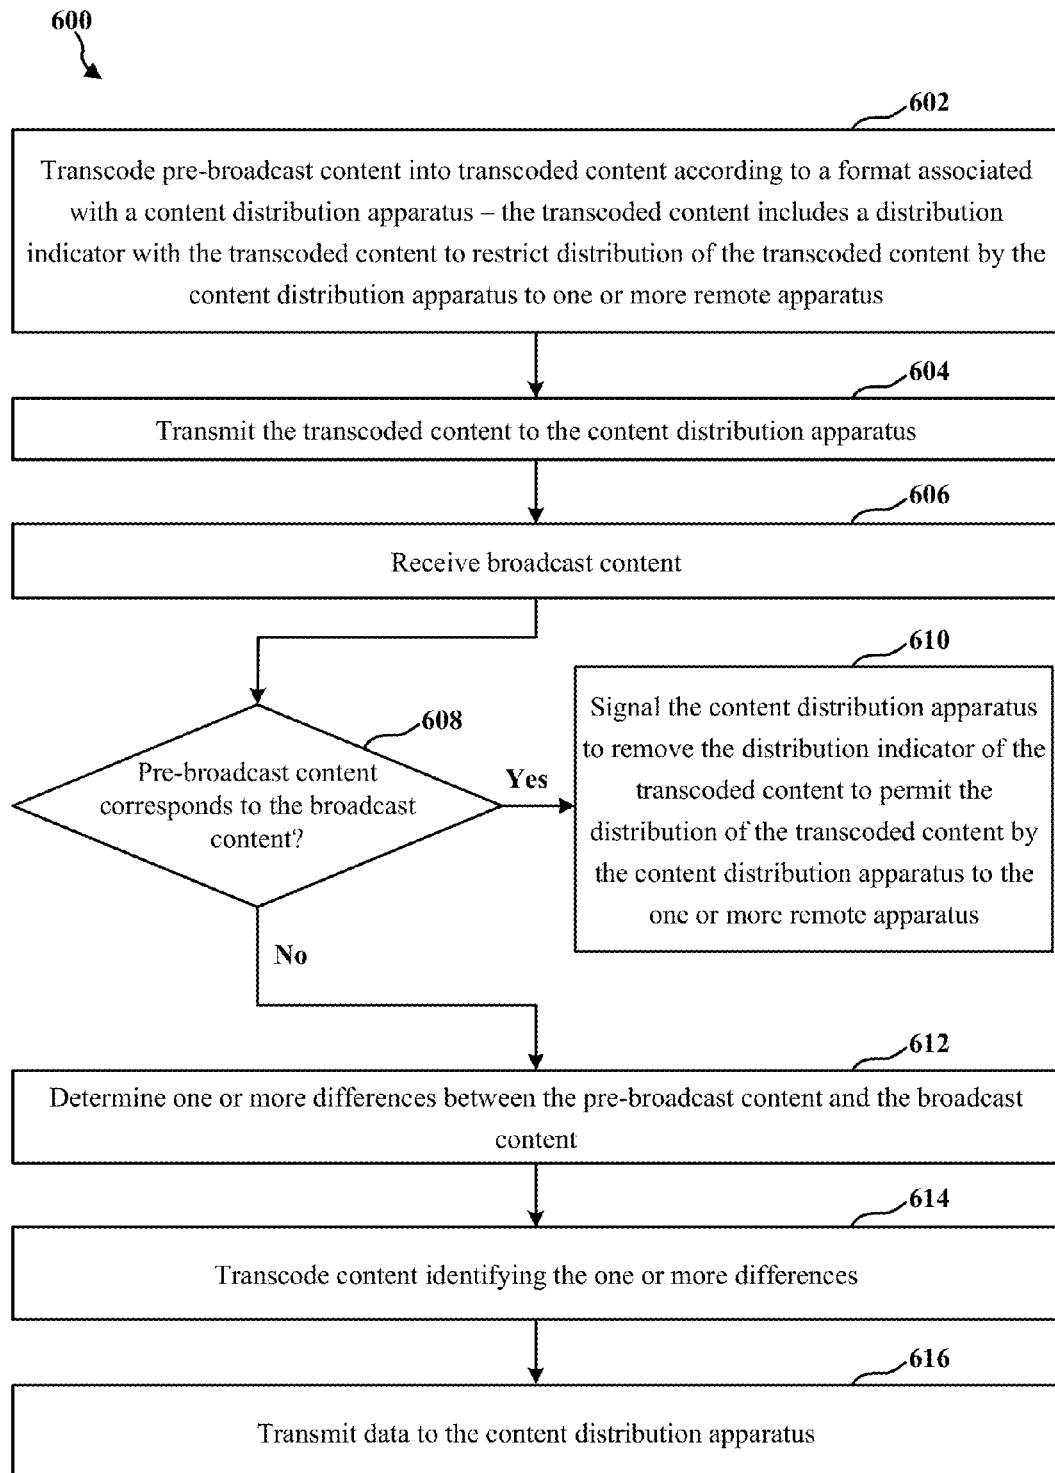 600
602
Transcode pre-broadcast content into transcoded content according to a format associated
with a content distribution apparatus – the transcoded content includes a distribution
indicator with the transcoded content to restrict distribution of the transcoded content by the
content distribution apparatus to one or more remote apparatus
604
Transmit the transcoded content to the content distribution apparatus
606
Receive broadcast content
608
Pre-broadcast content
corresponds to the broadcast
content?
Yes
610
Signal the content distribution apparatus
to remove the distribution indicator of the
transcoded content to permit the
distribution of the transcoded content by
the content distribution apparatus to the
one or more remote apparatus
No
612
Determine one or more differences between the pre-broadcast content and the broadcast
content
614
Transcode content identifying the one or more differences
616
Transmit data to the content distribution apparatus